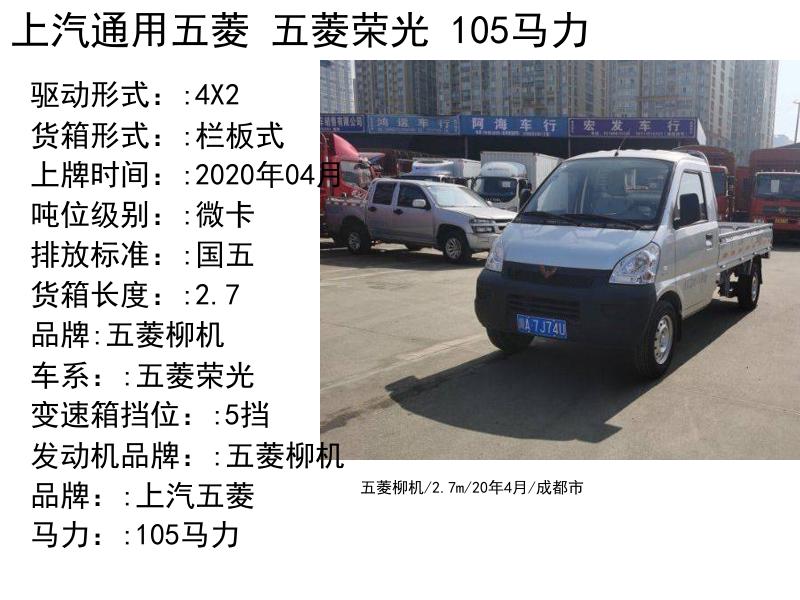 上汽通用五菱 五菱荣光 105马力
驱动形式：:4X2
货箱形式：:栏板式
上牌时间：:2020年04月
吨位级别：:微卡
排放标准：:国五
货箱长度：:2.7
品牌:五菱柳机
车系：:五菱荣光
变速箱挡位：:5挡
发动机品牌：:五菱柳机
品牌：:上汽五菱
马力：:105马力
鸿运车行
阿海车行
宏发车行
川A 7J74U
五菱柳机/2.7m/20年4月/成都市